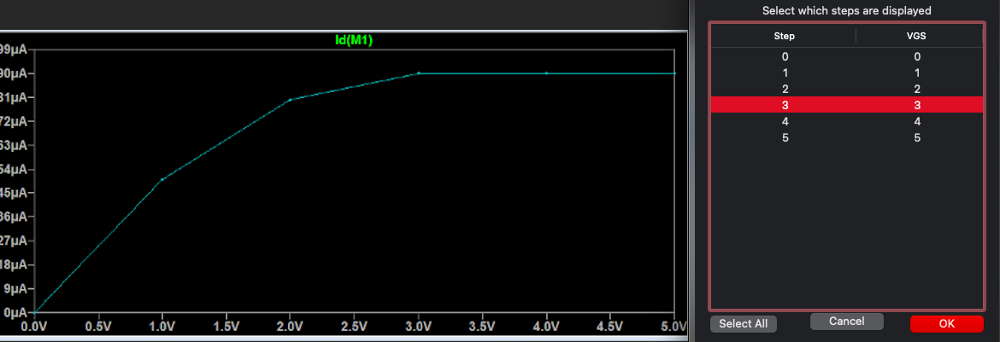 Select which steps are displayed
Id(M1)
Step VGS
0 0
1 1
2 2
3 3
4 4
5 5
99µA
90µA
81µA
72µA
63µA
54µA
45µA
36µA
27µA
18µA
9µA
0µA
0.0V 0.5V 1.0V 1.5V 2.0V 2.5V 3.0V 3.5V 4.0V 4.5V 5.0V
Select All Cancel OK